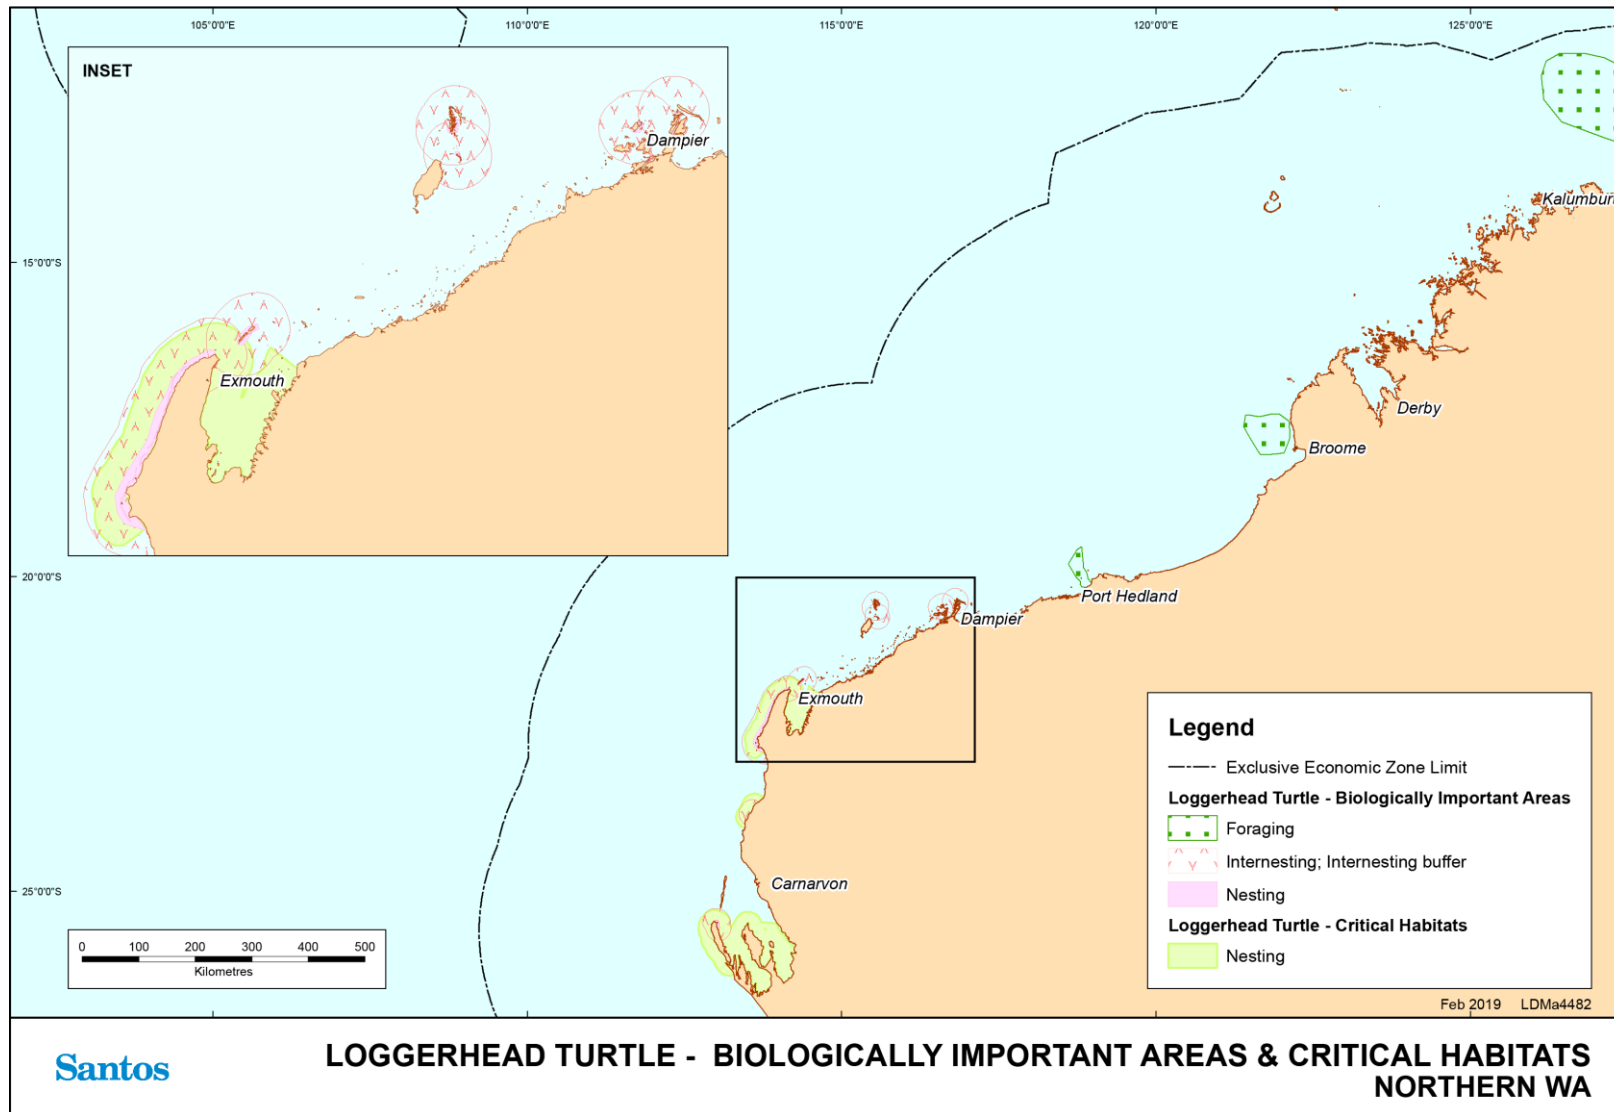 105°0'0"E
110°0'0"E
115°0'0"E
120°0'0"E
125°0'0"E
INSET
Dampier
Exmouth
15°0'0"S
20°0'0"S
25°0'0"S
Derby
Broome
Port Hedland
Dampier
Exmouth
Carnarvon
Legend
Exclusive Economic Zone Limit
Loggerhead Turtle - Biologically Important Areas
Foraging
Internesting; Internesting buffer
Nesting
Loggerhead Turtle - Critical Habitats
Nesting
0 100 200 300 400 500
Kilometres
Feb 2019 LDMa4482
Santos
LOGGERHEAD TURTLE - BIOLOGICALLY IMPORTANT AREAS & CRITICAL HABITATS
NORTHERN WA